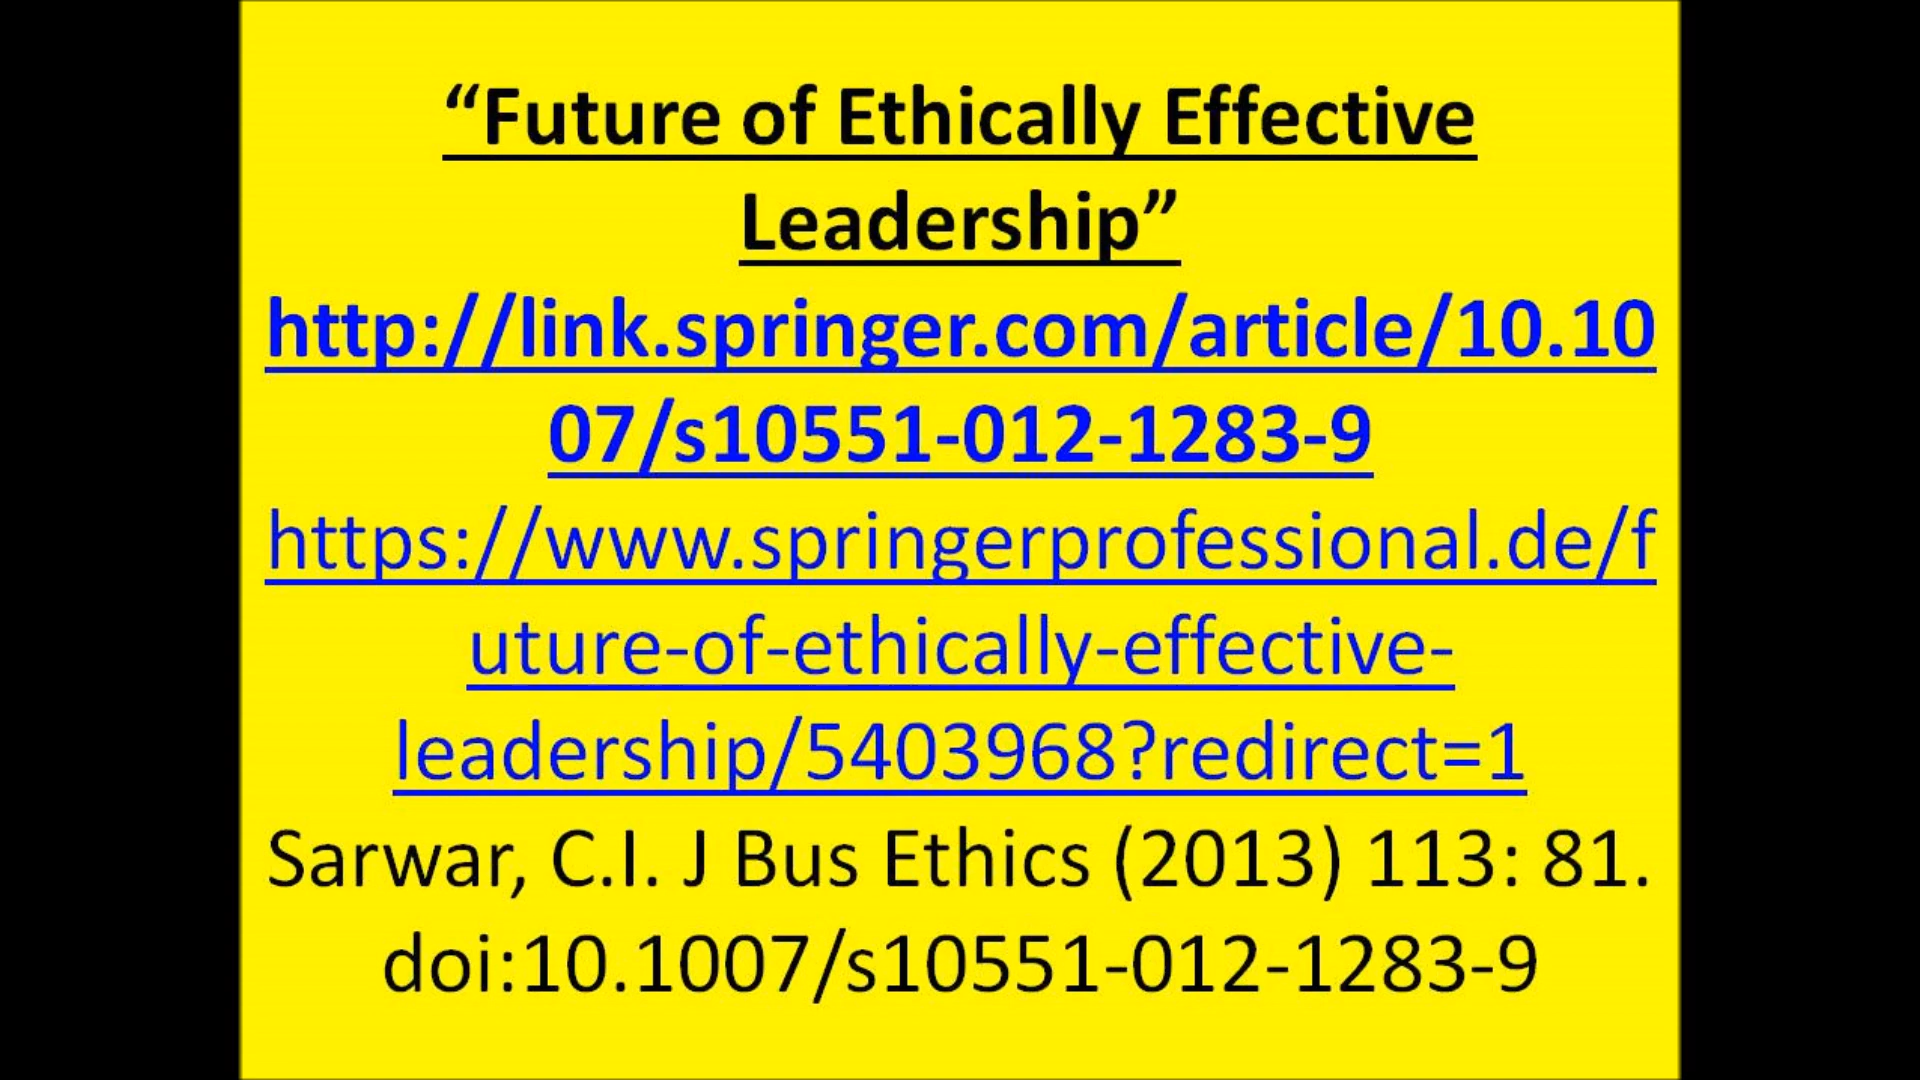 “Future of Ethically Effective
Leadership”
http://link.springer.com/article/10.10
07/s10551-012-1283-9
https://www.springerprofessional.de/f
uture-of-ethically-effective-
leadership/5403968?redirect=1
Sarwar, C.I. J Bus Ethics (2013) 113: 81.
doi:10.1007/s10551-012-1283-9